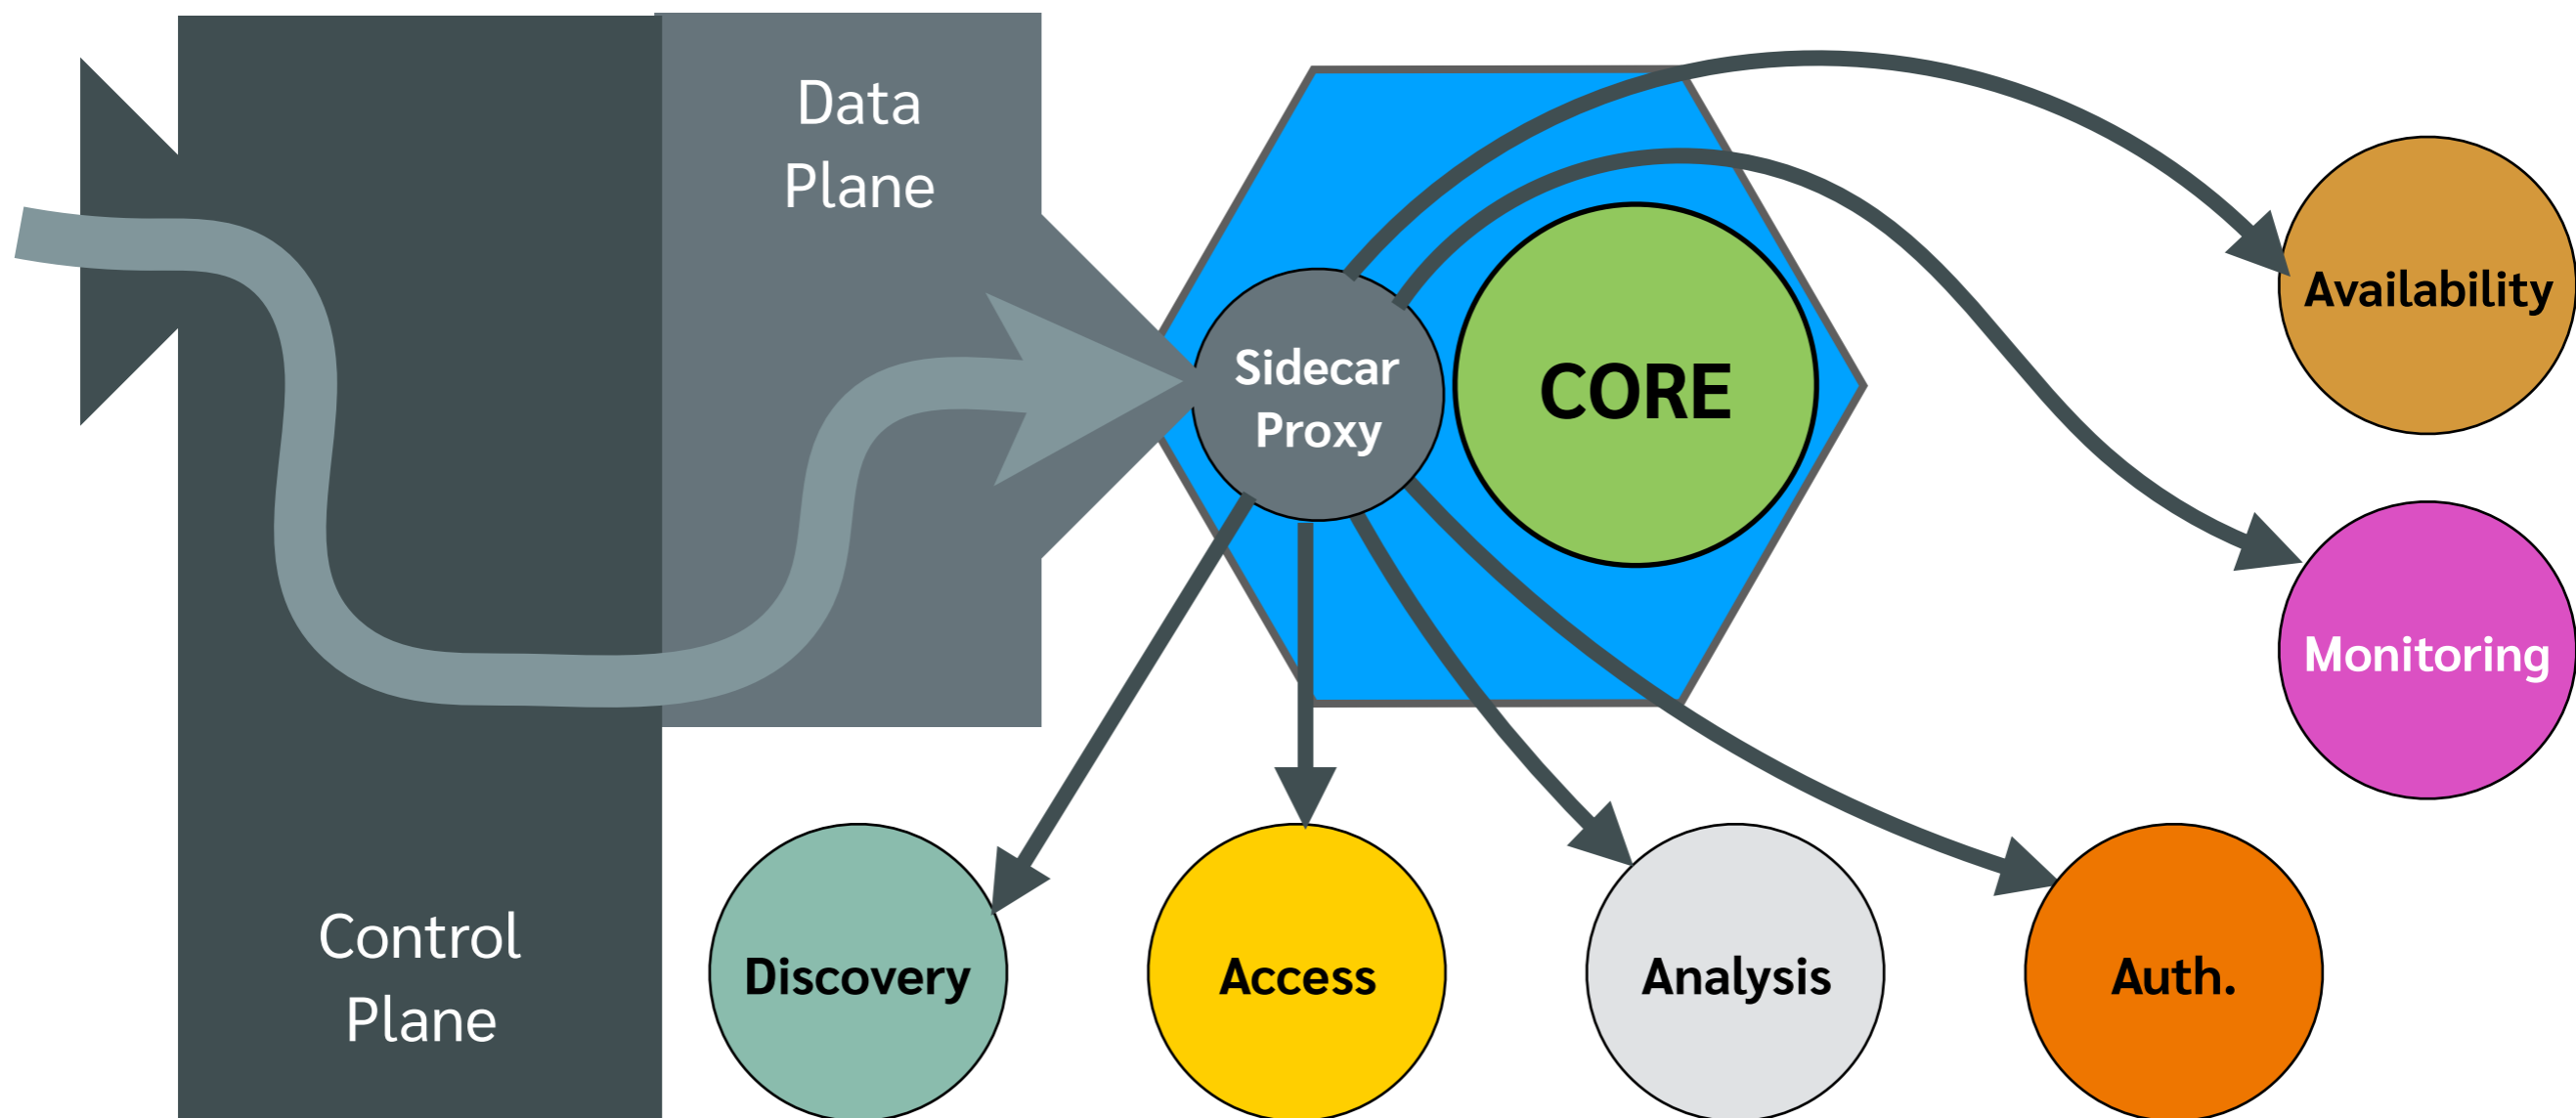 Data
Plane
Sidecar
Proxy
CORE
Availability
Monitoring
Control
Plane
Discovery
Access
Analysis
Auth.